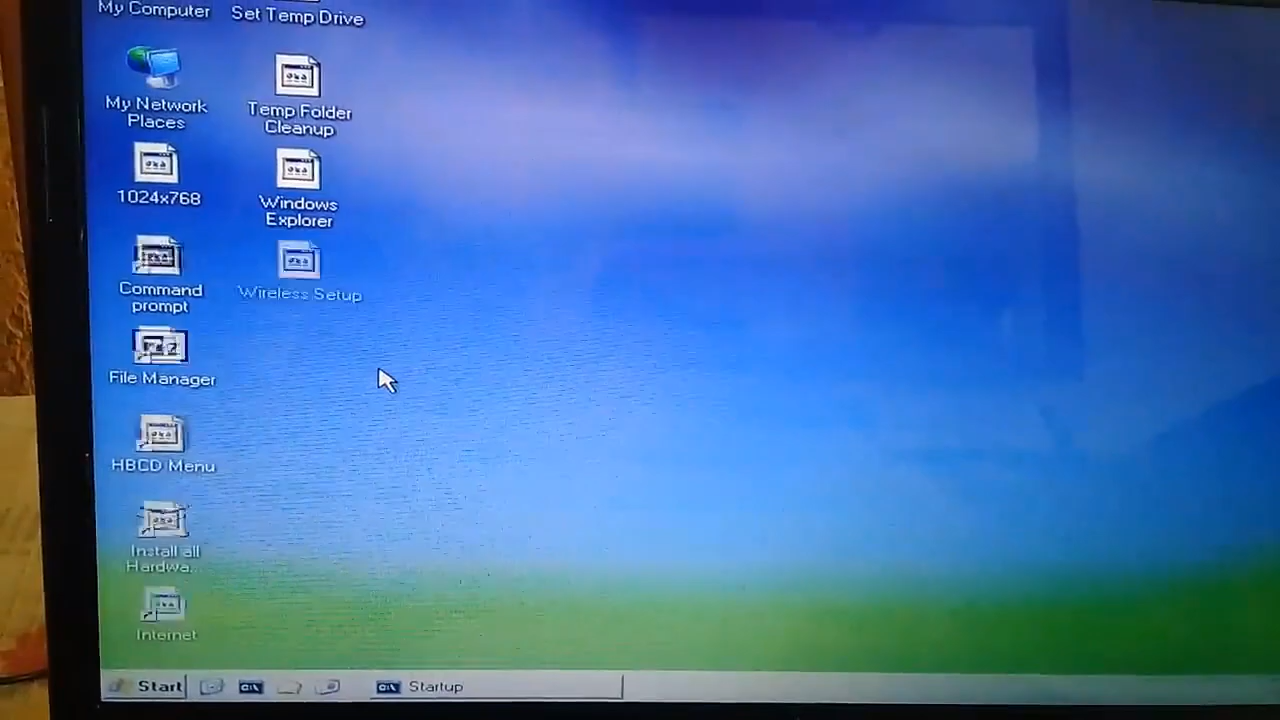 My Computer
Set Temp Drive
My Network
Places
Temp Folder
Cleanup
1024x768
Windows
Explorer
Command
prompt
Wireless Setup
File Manager
HBCD Menu
Install all
Hardwa...
Internet
Start
C:\
C:\
Startup